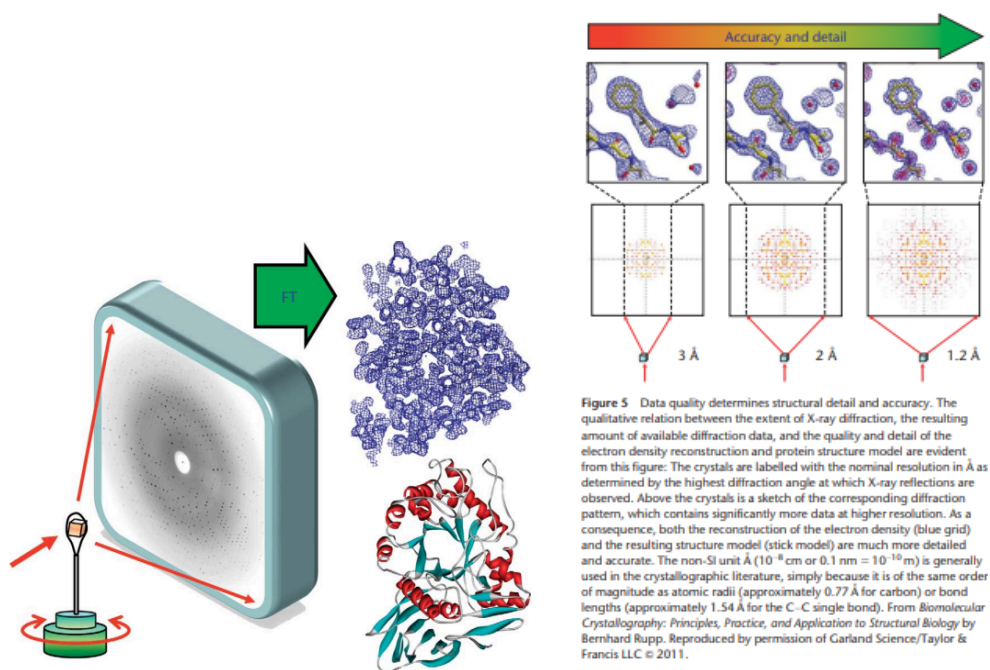 FT
Accuracy and detail
3 Å
2 Å
1.2 Å
Figure 5 Data quality determines structural detail and accuracy. The
qualitative relation between the extent of X-ray diffraction, the resulting
amount of available diffraction data, and the quality and detail of the
electron density reconstruction and protein structure model are evident
from this figure: The crystals are labelled with the nominal resolution in Å as
determined by the highest diffraction angle at which X-ray reflections are
observed. Above the crystals is a sketch of the corresponding diffraction
pattern, which contains significantly more data at higher resolution. As a
consequence, both the reconstruction of the electron density (blue grid)
and the resulting structure model (stick model) are much more detailed
and accurate. The non-SI unit Å (10⁻⁸ cm or 0.1 nm = 10⁻¹⁰ m) is generally
used in the crystallographic literature, simply because it is of the same order
of magnitude as atomic radii (approximately 0.77 Å for carbon) or bond
lengths (approximately 1.54 Å for the C–C single bond). From Biomolecular
Crystallography: Principles, Practice, and Application to Structural Biology by
Bernhard Rupp. Reproduced by permission of Garland Science/Taylor &
Francis LLC © 2011.